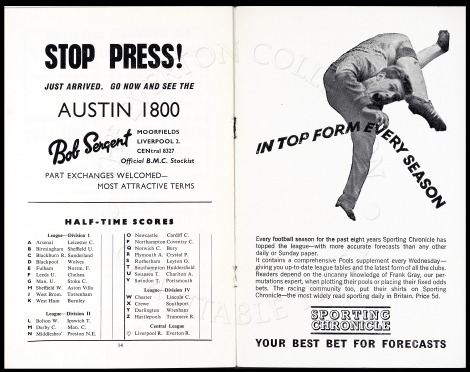 STOP PRESS!
JUST ARRIVED. GO NOW AND SEE THE
AUSTIN 1800
Bob Sergent
MOORFIELDS
LIVERPOOL 2.
CENtral 8327
Official B.M.C. Stockist
PART EXCHANGES WELCOMED—
MOST ATTRACTIVE TERMS
HALF-TIME SCORES
League—Division I
A Arsenal Leicester C.
B Birmingham Sheffield U.
C Blackburn R. Sunderland
D Blackpool Wolves
E Fulham Nottm. F.
F Leeds U. Chelsea
G Man. U. Stoke C.
H Sheffield W. Aston Villa
J West Brom. Tottenham
K West Ham Burnley
League—Division II
L Bolton W. Ipswich T.
M Derby C. Man. C.
N Middlesbro' Preston N.E.
O Newcastle Cardiff C.
P Northampton Coventry C.
Q Norwich C. Bury
R Plymouth A. Crystal P.
S Rotherham Leyton O.
T Southampton Huddersfield
U Swansea T. Charlton A.
V Swindon T. Portsmouth
League—Division IV
W Chester Lincoln C.
X Crewe Southport
Y Darlington Wrexham
Z Hartlepools Tranmere R.
Central League
Liverpool R. Everton R.
14
IN TOP FORM EVERY SEASON
Every football season for the past eight years Sporting Chronicle has
topped the league—with more accurate forecasts than any other
daily or Sunday paper.
It contains a comprehensive Pools supplement every Wednesday—
giving you up-to-date league tables and the latest form of all the clubs.
Readers depend on the uncanny knowledge of Frank Gray, our per-
mutations expert, when plotting their pools or placing their fixed odds
bets. The racing community too, put their shirts on Sporting
Chronicle—the most widely read sporting daily in Britain. Price 5d.
SPORTING
CHRONICLE
YOUR BEST BET FOR FORECASTS